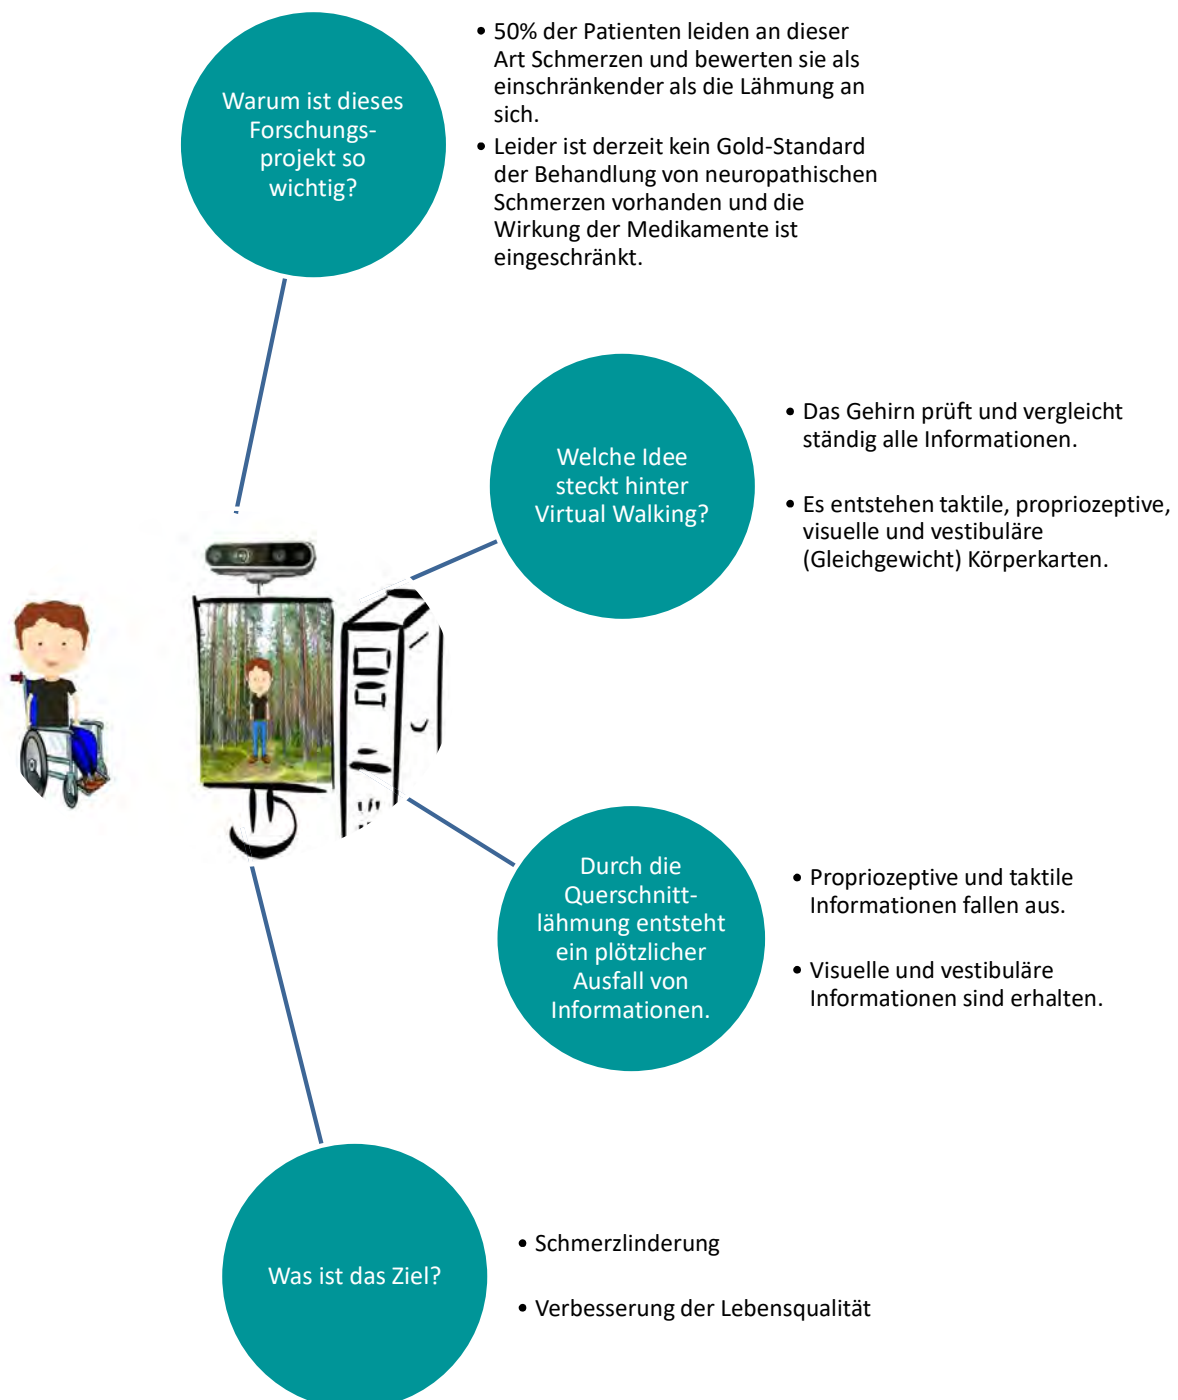 Warum ist dieses
Forschungs-
projekt so
wichtig?
• 50% der Patienten leiden an dieser
Art Schmerzen und bewerten sie als
einschränkender als die Lähmung an
sich.
• Leider ist derzeit kein Gold-Standard
der Behandlung von neuropathischen
Schmerzen vorhanden und die
Wirkung der Medikamente ist
eingeschränkt.
Welche Idee
steckt hinter
Virtual Walking?
• Das Gehirn prüft und vergleicht
ständig alle Informationen.
• Es entstehen taktile, propriozeptive,
visuelle und vestibuläre
(Gleichgewicht) Körperkarten.
Durch die
Querschnitt-
lähmung entsteht
ein plötzlicher
Ausfall von
Informationen.
• Propriozeptive und taktile
Informationen fallen aus.
• Visuelle und vestibuläre
Informationen sind erhalten.
Was ist das Ziel?
• Schmerzlinderung
• Verbesserung der Lebensqualität